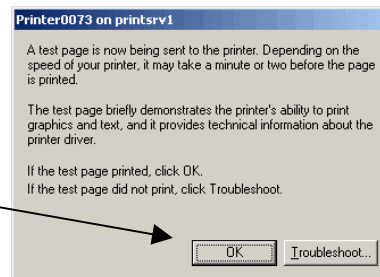 Printer0073 on printsrv1
A test page is now being sent to the printer. Depending on the
speed of your printer, it may take a minute or two before the page
is printed.
The test page briefly demonstrates the printer's ability to print
graphics and text, and it provides technical information about the
printer driver.
If the test page printed, click OK.
If the test page did not print, click Troubleshoot.
OK
Troubleshoot...